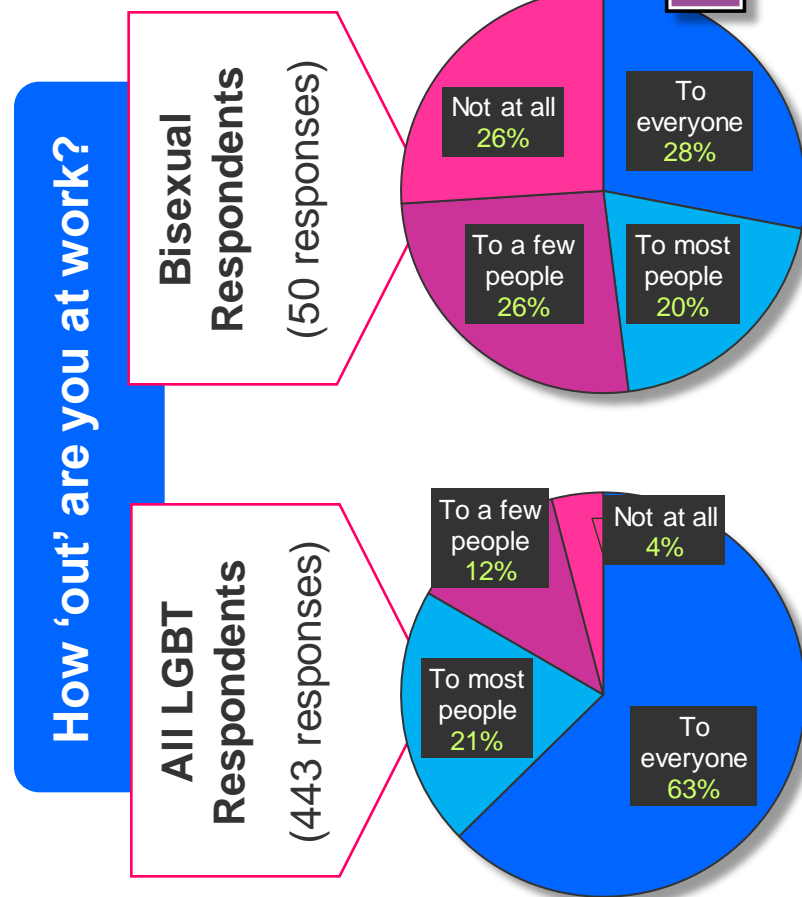 How ‘out’ are you at work?
Bisexual
Respondents
(50 responses)
Not at all
26%
To
everyone
28%
To a few
people
26%
To most
people
20%
All LGBT
Respondents
(443 responses)
To a few
people
12%
Not at all
4%
To most
people
21%
To
everyone
63%